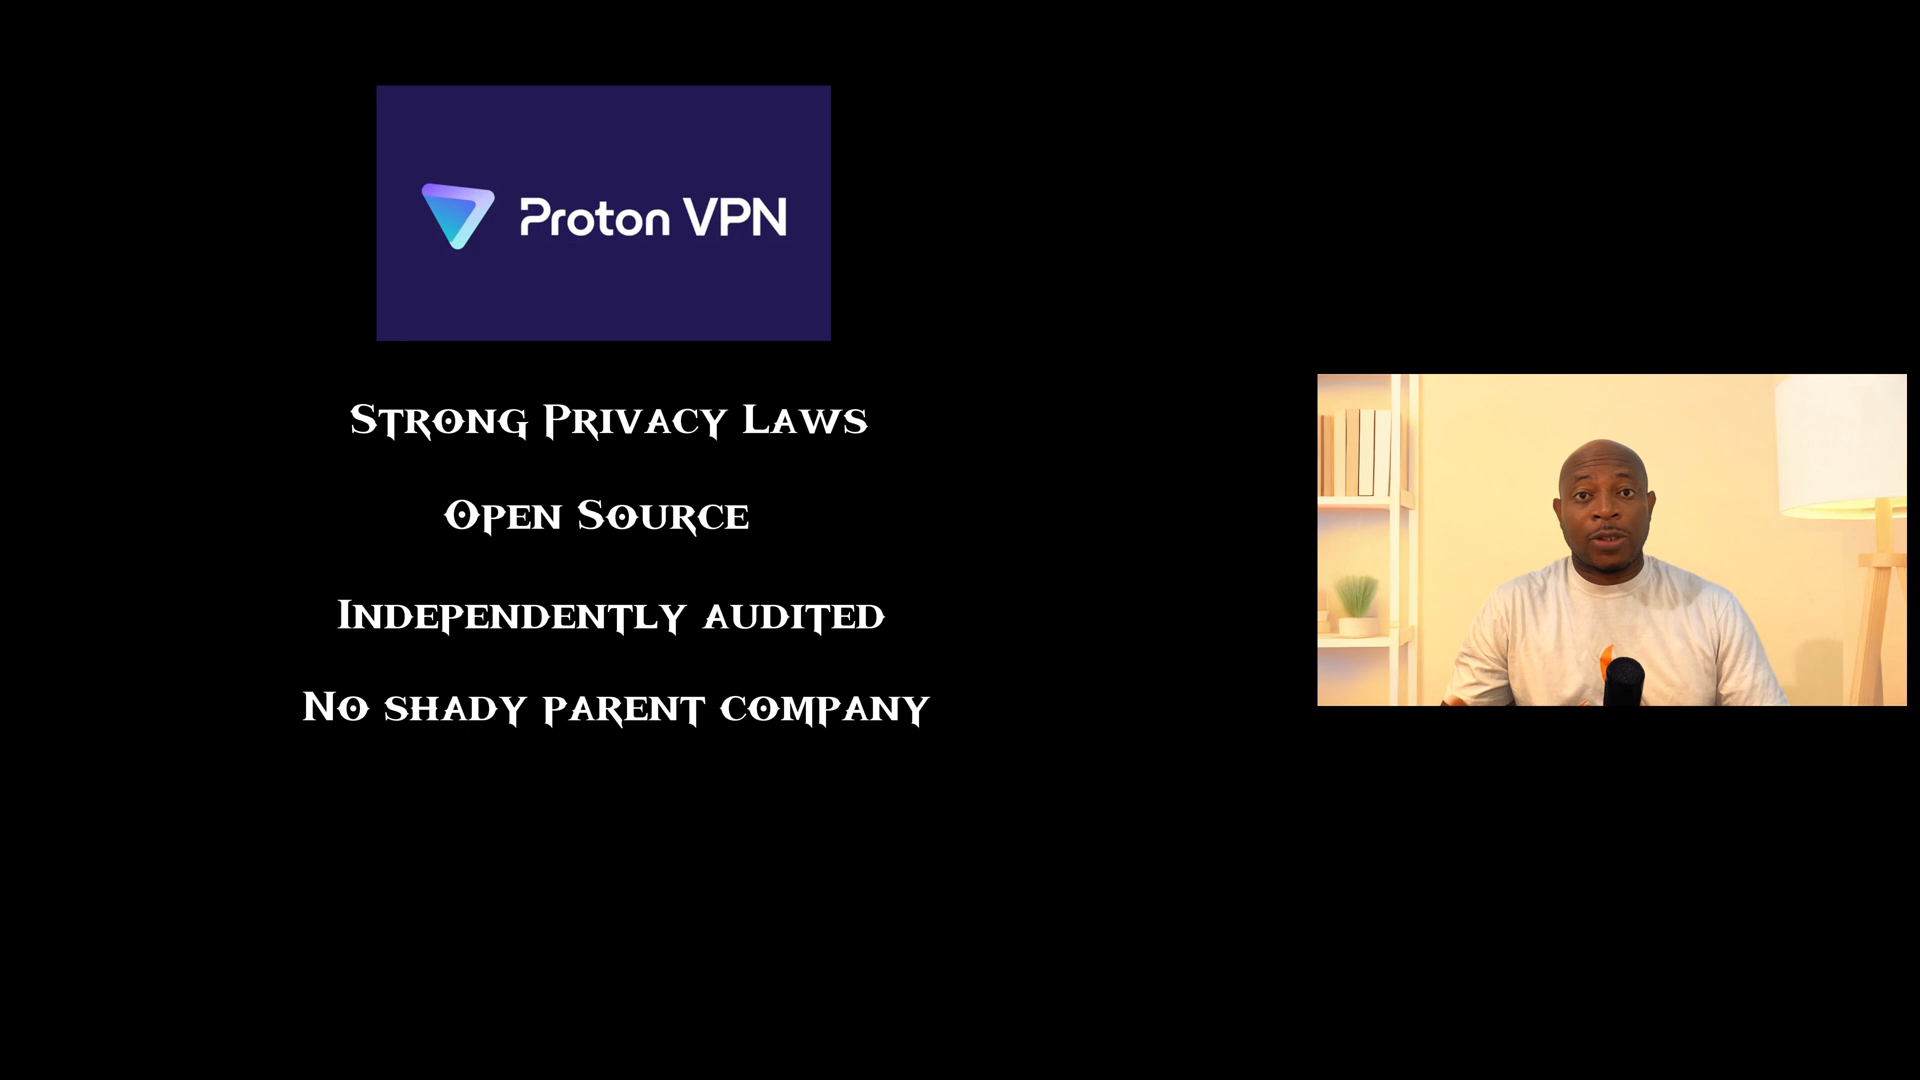 Proton VPN
Strong Privacy Laws
Open Source
Independently audited
No shady parent company